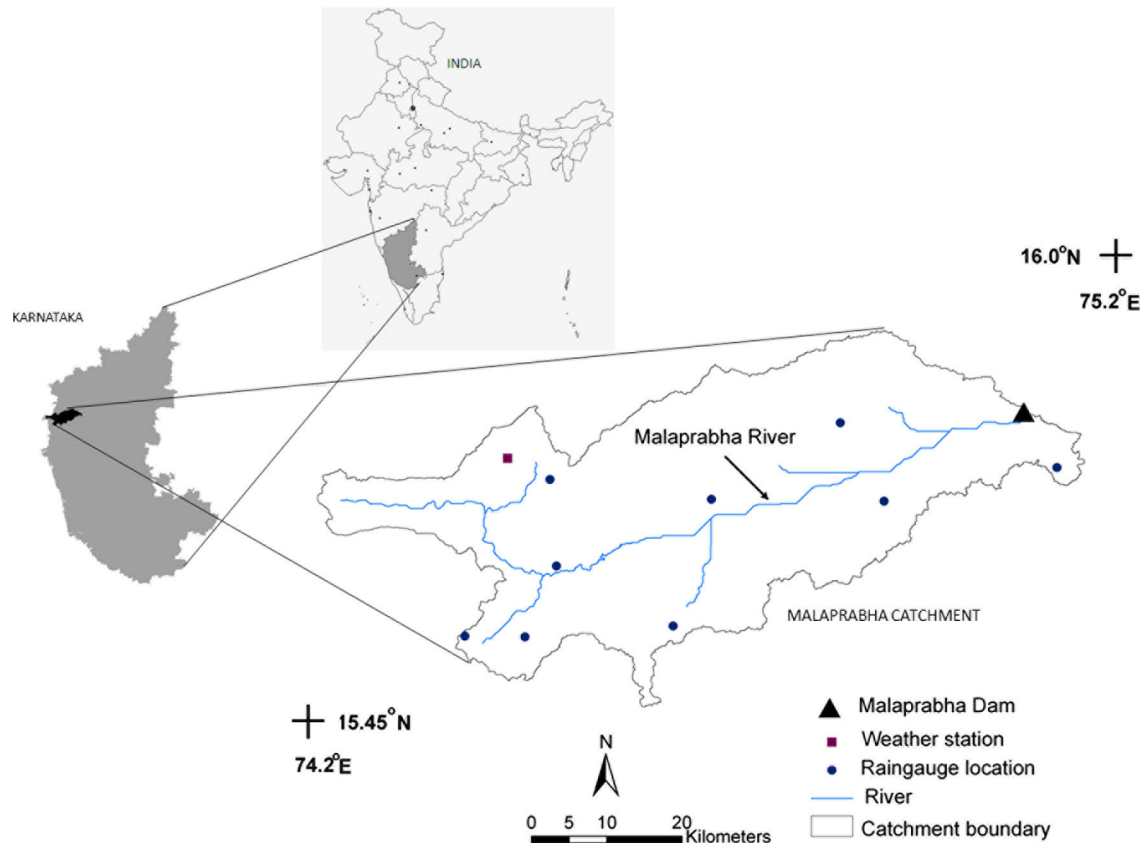 INDIA
16.0°N
75.2°E
KARNATAKA
Malaprabha River
MALAPRABHA CATCHMENT
15.45°N
74.2°E
N
0 5 10 20
Kilometers
Malaprabha Dam
Weather station
Raingauge location
River
Catchment boundary